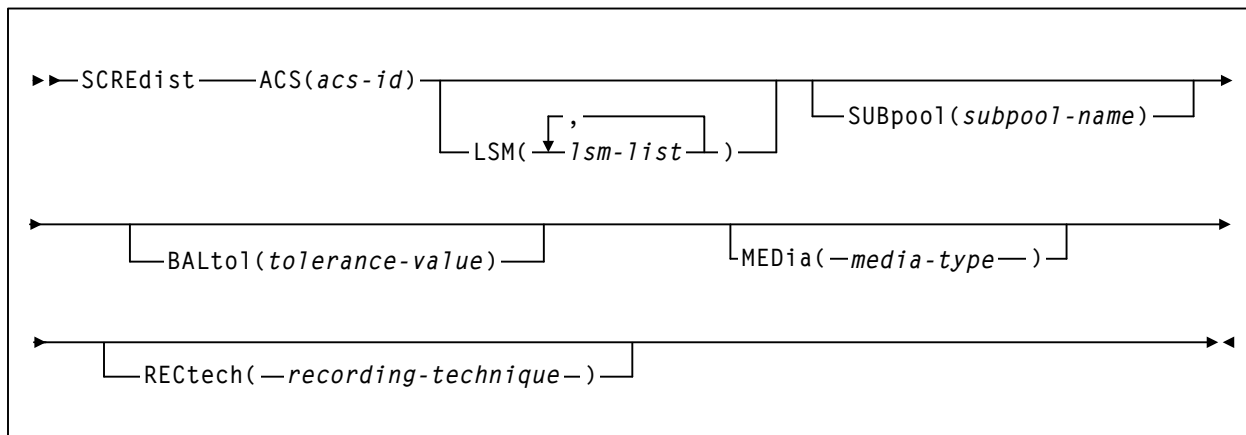 SCREdist ACS(acs-id)
LSM( , lsm-list )
SUBpool(subpool-name)
BALtol(tolerance-value)
MEDia( media-type )
RECtech( recording-technique )